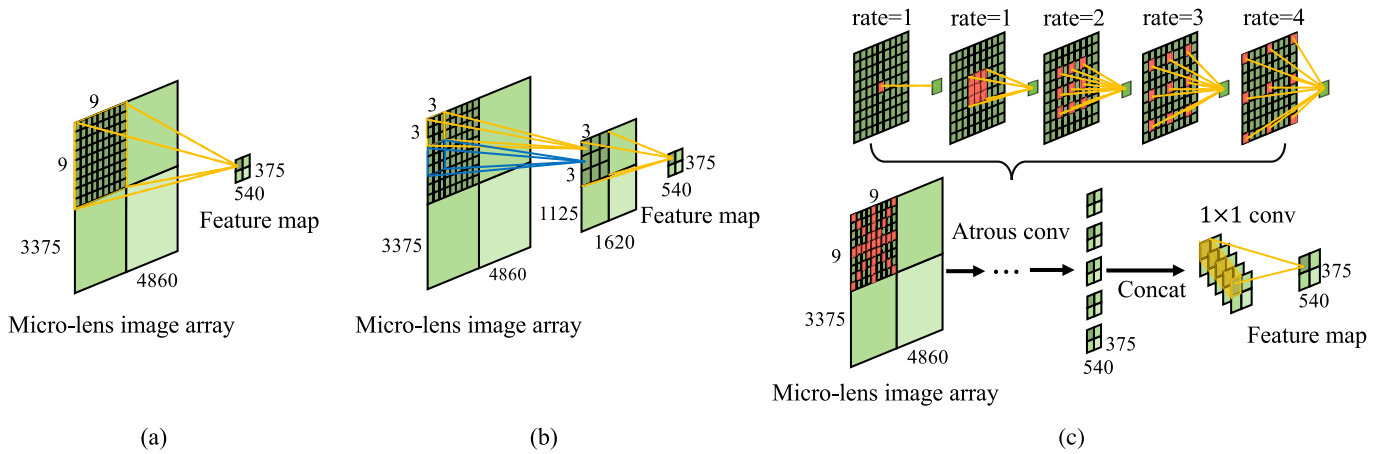 9
9
375
540
Feature map
3375
4860
Micro-lens image array
(a)
3
3
3
3
375
540
Feature map
1125
1620
3375
4860
Micro-lens image array
(b)
rate=1
rate=1
rate=2
rate=3
rate=4
9
9
Atrous conv
3375
4860
Micro-lens image array
375
540
Concat
1×1 conv
375
540
Feature map
(c)